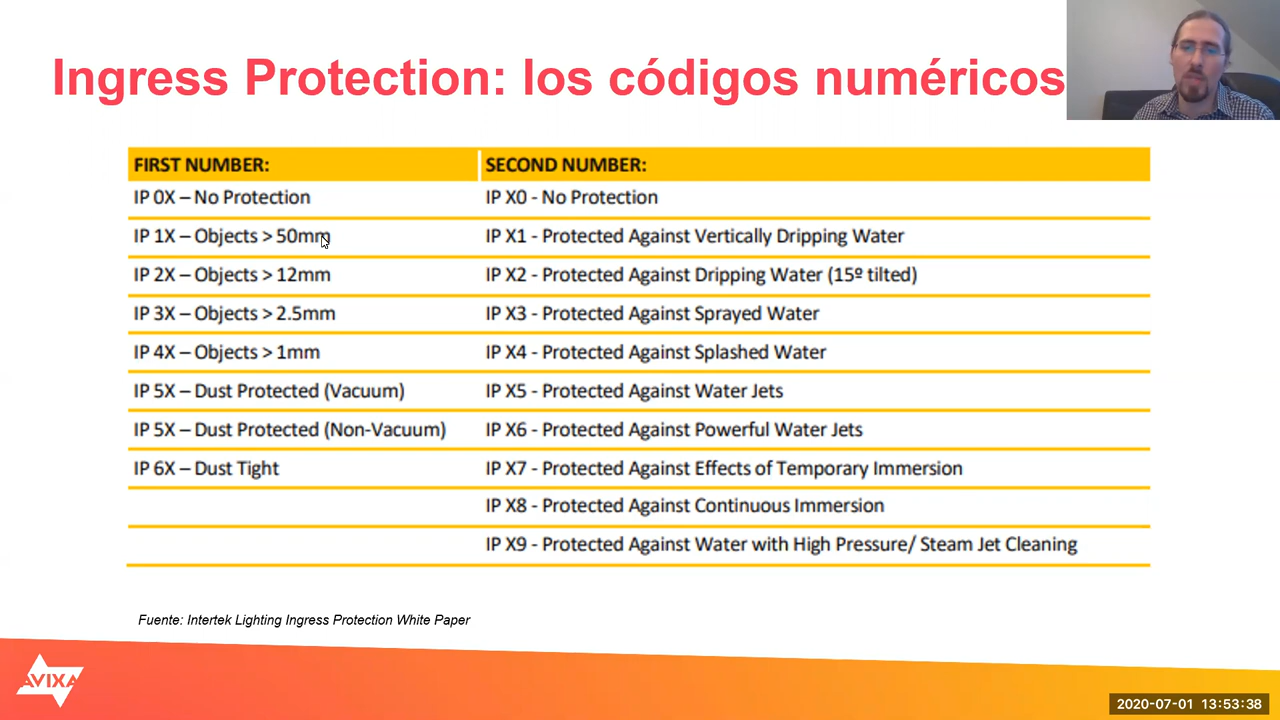 Ingress Protection: los códigos numéricos
FIRST NUMBER: SECOND NUMBER:
IP 0X – No Protection IP X0 - No Protection
IP 1X – Objects > 50mm IP X1 - Protected Against Vertically Dripping Water
IP 2X – Objects > 12mm IP X2 - Protected Against Dripping Water (15º tilted)
IP 3X – Objects > 2.5mm IP X3 - Protected Against Sprayed Water
IP 4X – Objects > 1mm IP X4 - Protected Against Splashed Water
IP 5X – Dust Protected (Vacuum) IP X5 - Protected Against Water Jets
IP 5X – Dust Protected (Non-Vacuum) IP X6 - Protected Against Powerful Water Jets
IP 6X – Dust Tight IP X7 - Protected Against Effects of Temporary Immersion
IP X8 - Protected Against Continuous Immersion
IP X9 - Protected Against Water with High Pressure/ Steam Jet Cleaning
Fuente: Intertek Lighting Ingress Protection White Paper
AVIXA
2020-07-01 13:53:38